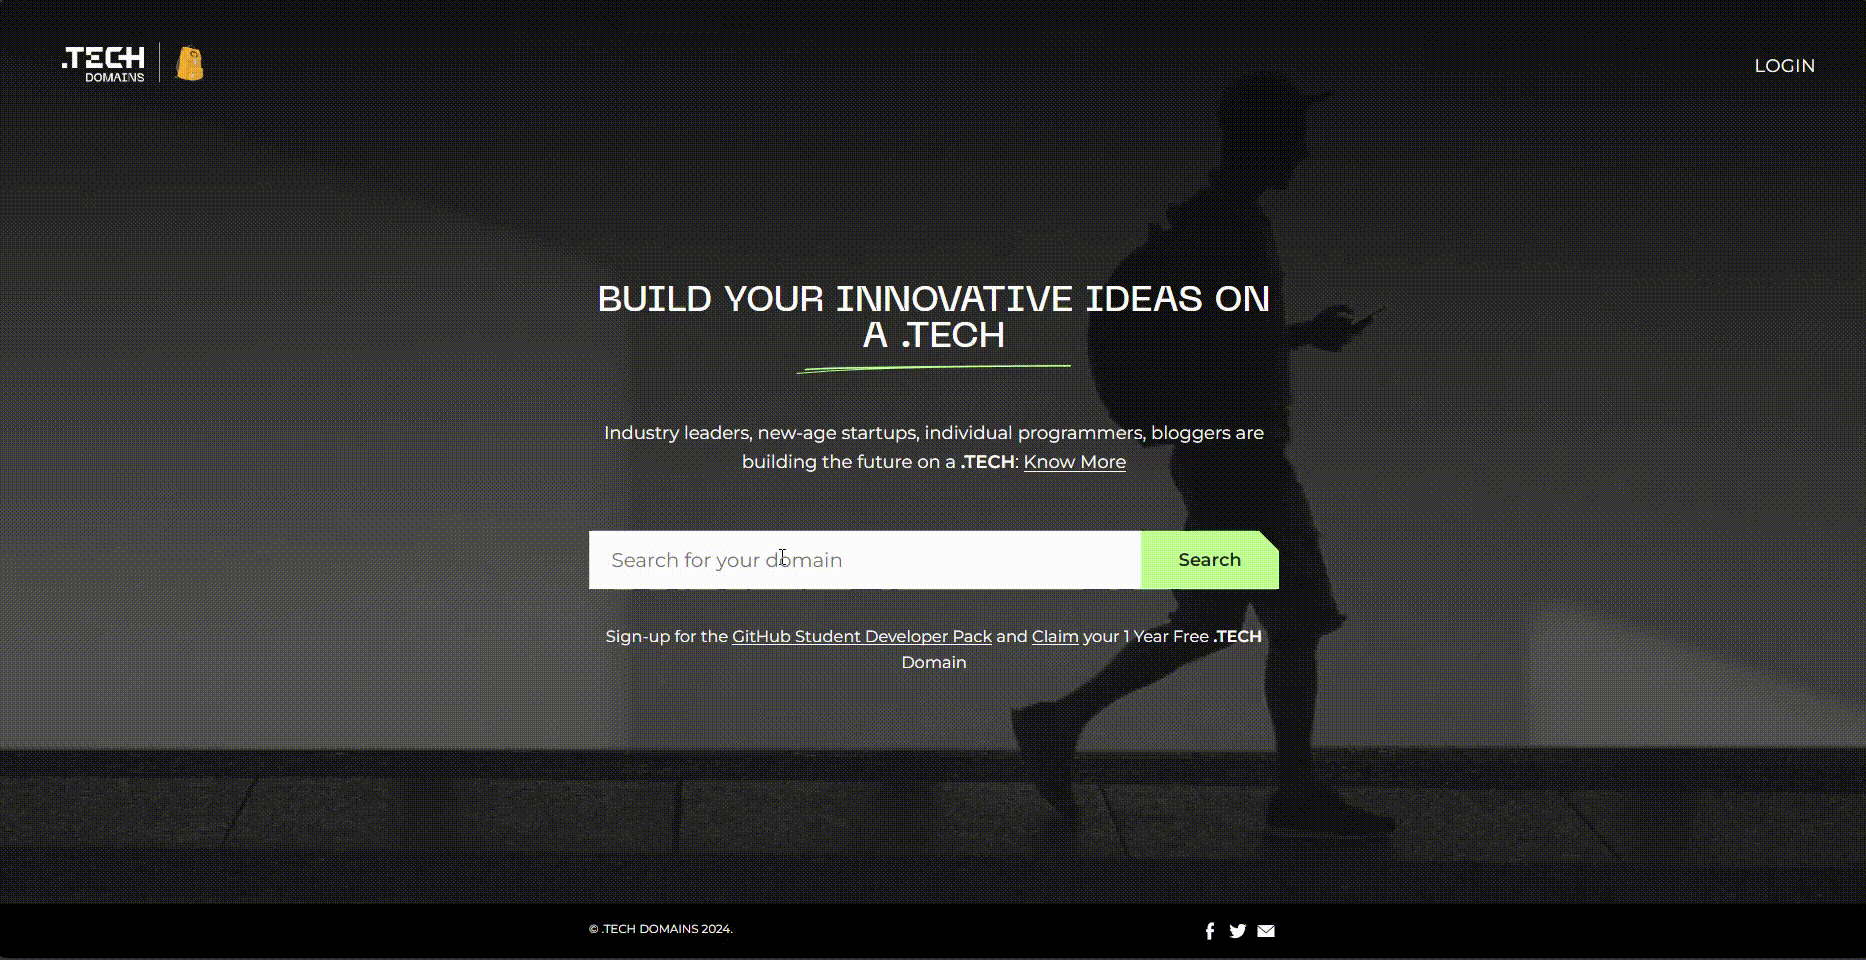 .TECH
DOMAINS
LOGIN
BUILD YOUR INNOVATIVE IDEAS ON
A .TECH
Industry leaders, new-age startups, individual programmers, bloggers are
building the future on a .TECH: Know More
Search for your domain
Search
Sign-up for the GitHub Student Developer Pack and Claim your 1 Year Free .TECH
Domain
© .TECH DOMAINS 2024.